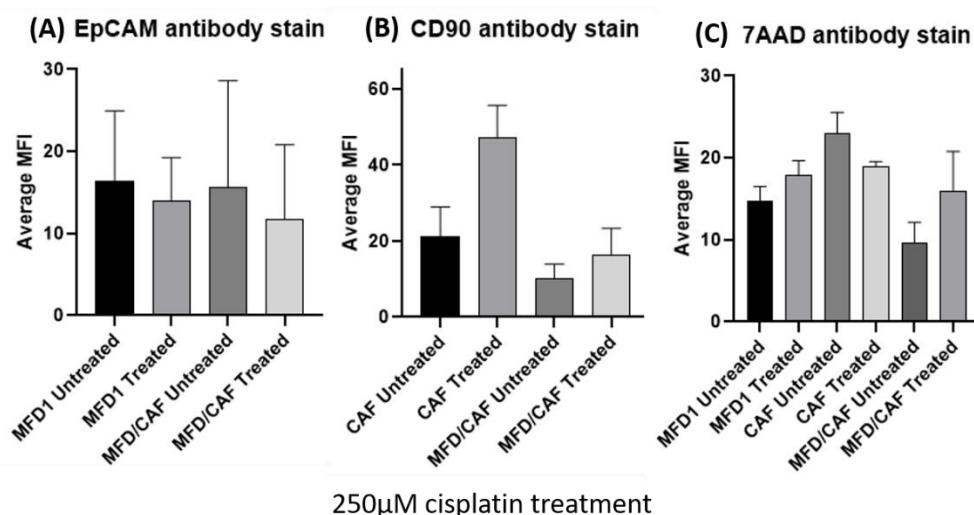 (A) EpCAM antibody stain
Average MFI
30
20
10
0
MFD1 Untreated
MFD1 Treated
MFD/CAF Untreated
MFD/CAF Treated
(B) CD90 antibody stain
Average MFI
60
40
20
0
CAF Untreated
CAF Treated
MFD/CAF Untreated
MFD/CAF Treated
(C) 7AAD antibody stain
Average MFI
30
20
10
0
MFD1 Untreated
MFD1 Treated
CAF Untreated
CAF Treated
MFD/CAF Untreated
MFD/CAF Treated
250µM cisplatin treatment